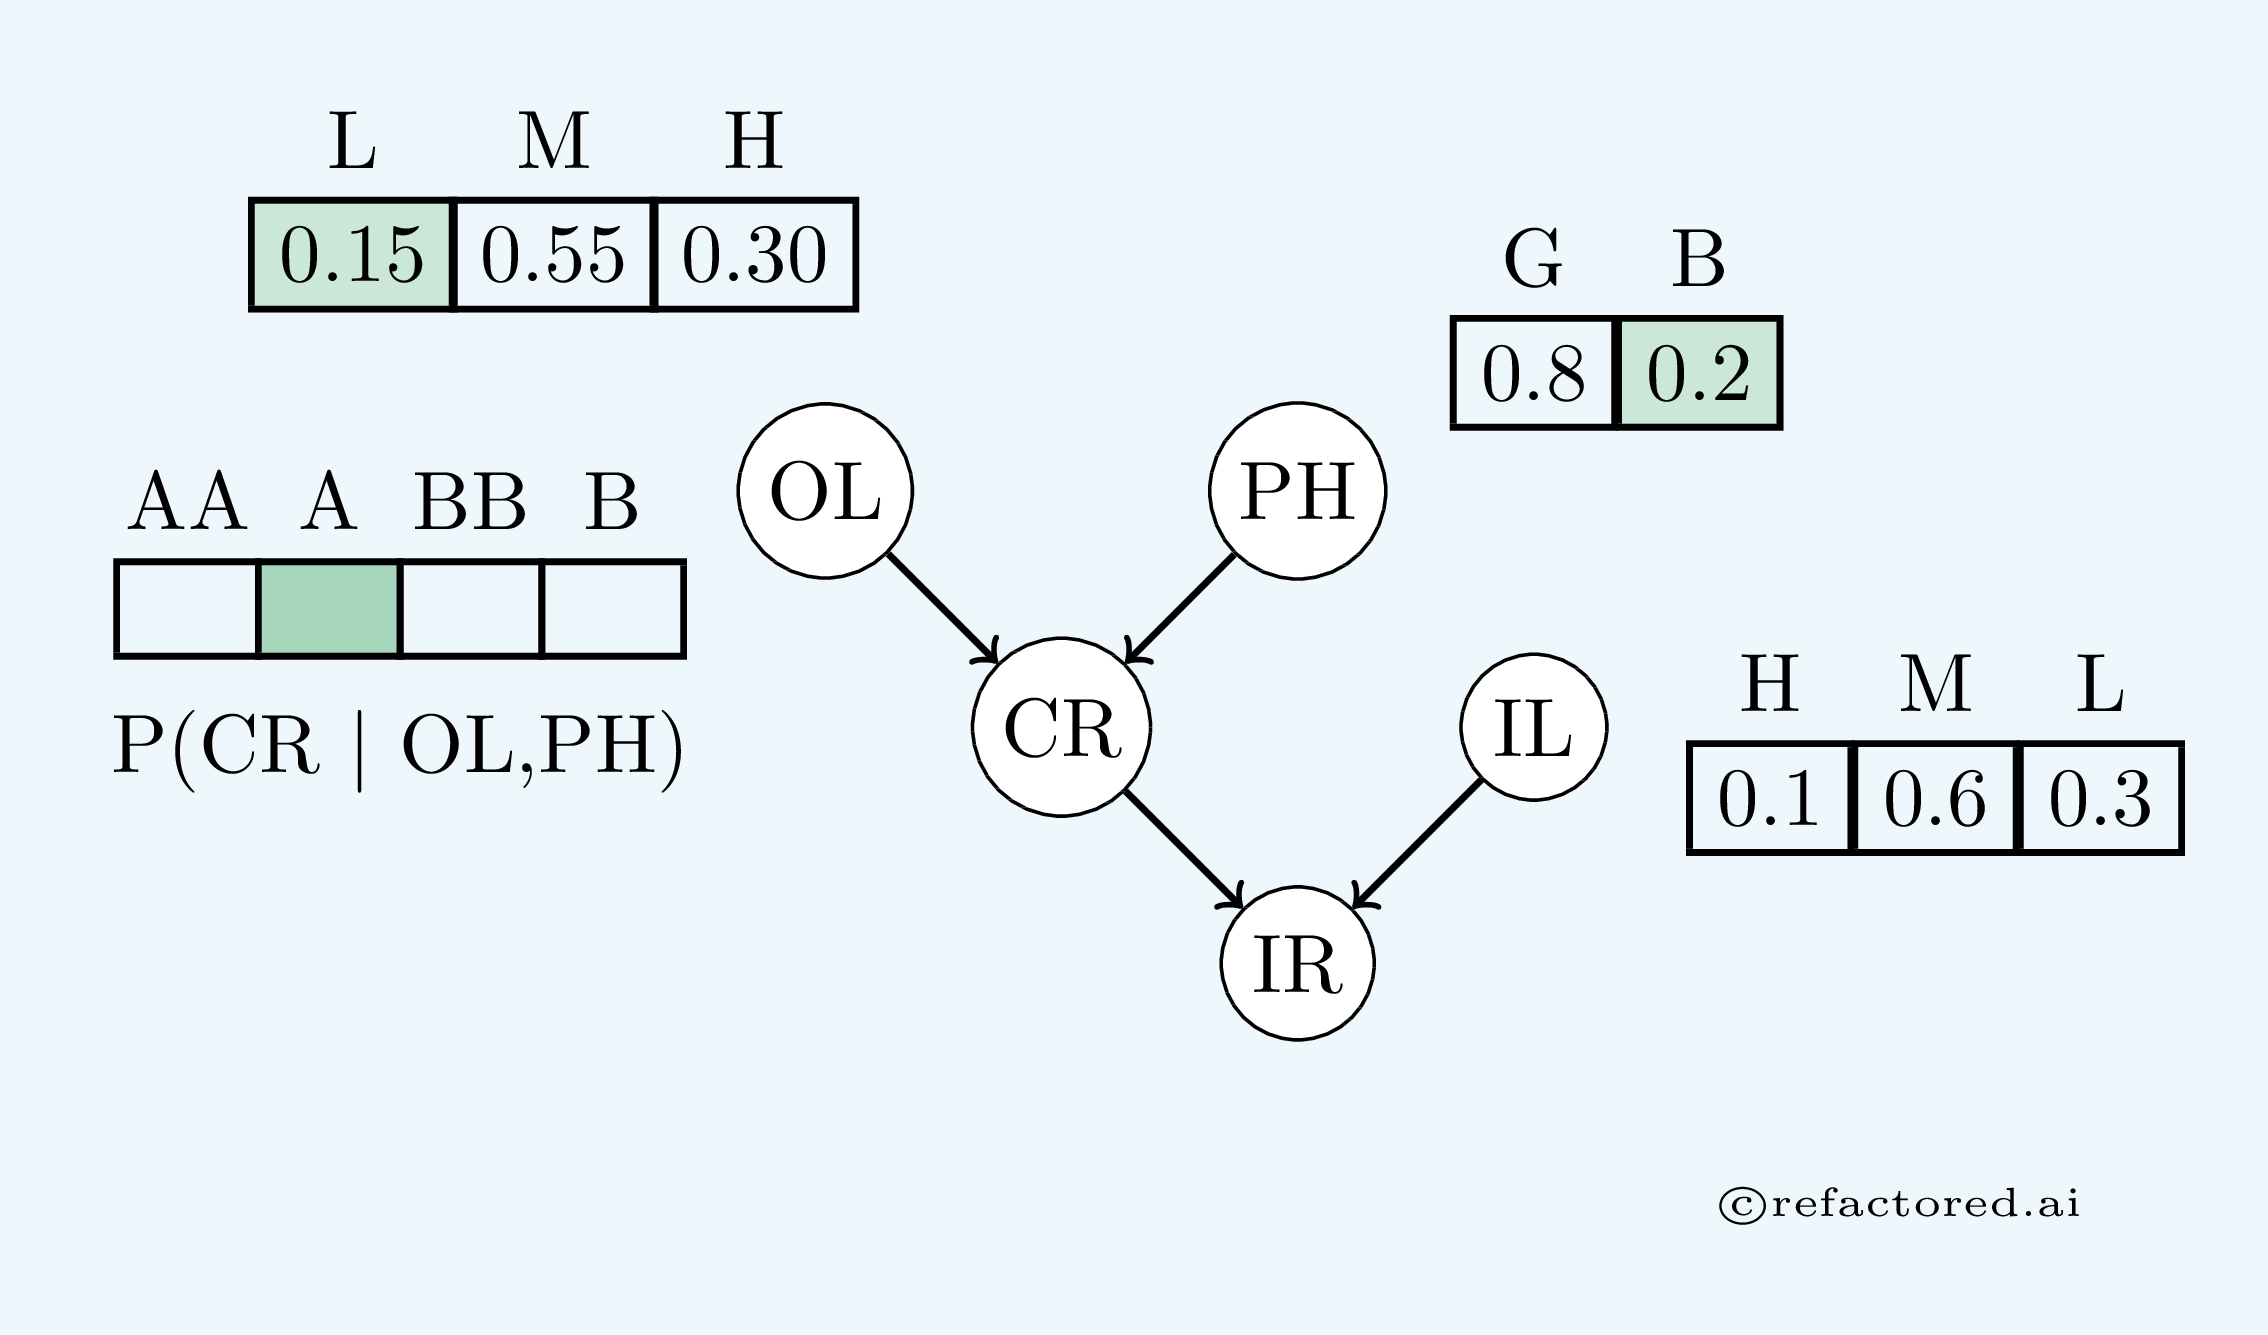 L M H
0.15 0.55 0.30
G B
0.8 0.2
OL PH
AA A BB B
P(CR | OL,PH)
CR IL
H M L
0.1 0.6 0.3
IR
©refactored.ai